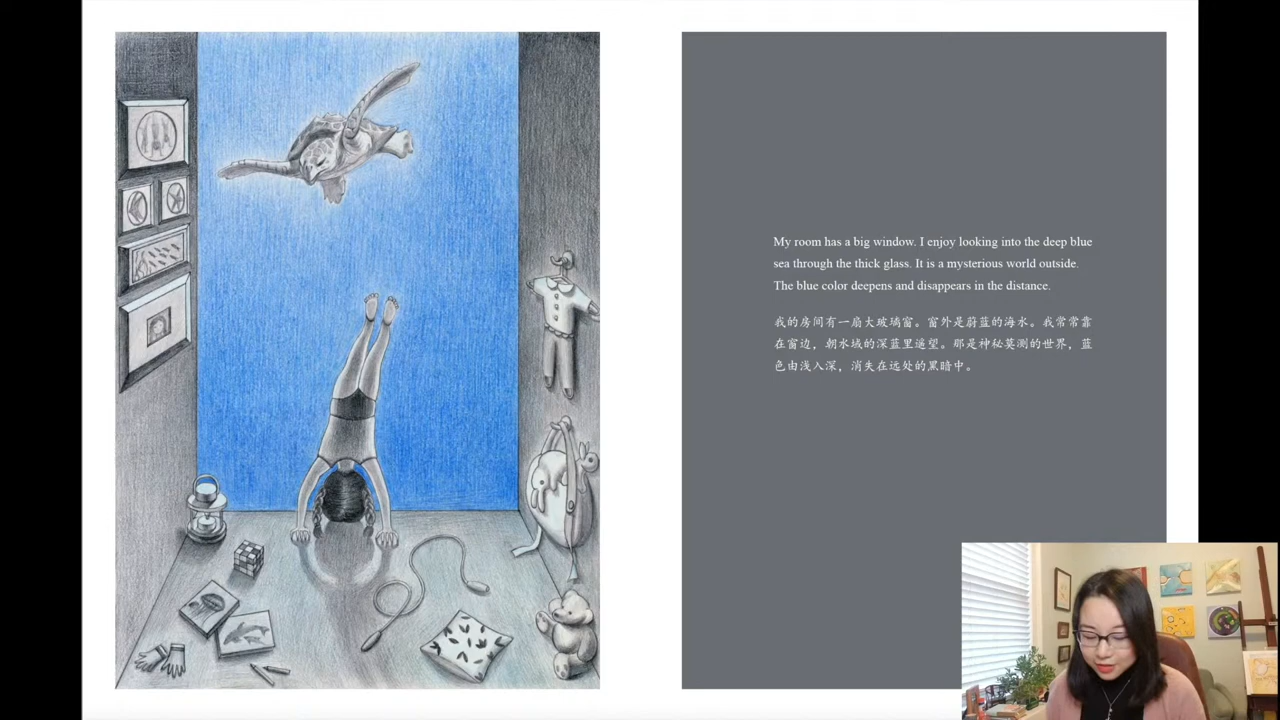 My room has a big window. I enjoy looking into the deep blue
sea through the thick glass. It is a mysterious world outside.
The blue color deepens and disappears in the distance.
我的房间有一扇大玻璃窗。窗外是蔚蓝的海水。我常常靠
在窗边，朝水域的深蓝里遥望。那是神秘莫测的世界，蓝
色由浅入深，消失在远处的黑暗中。